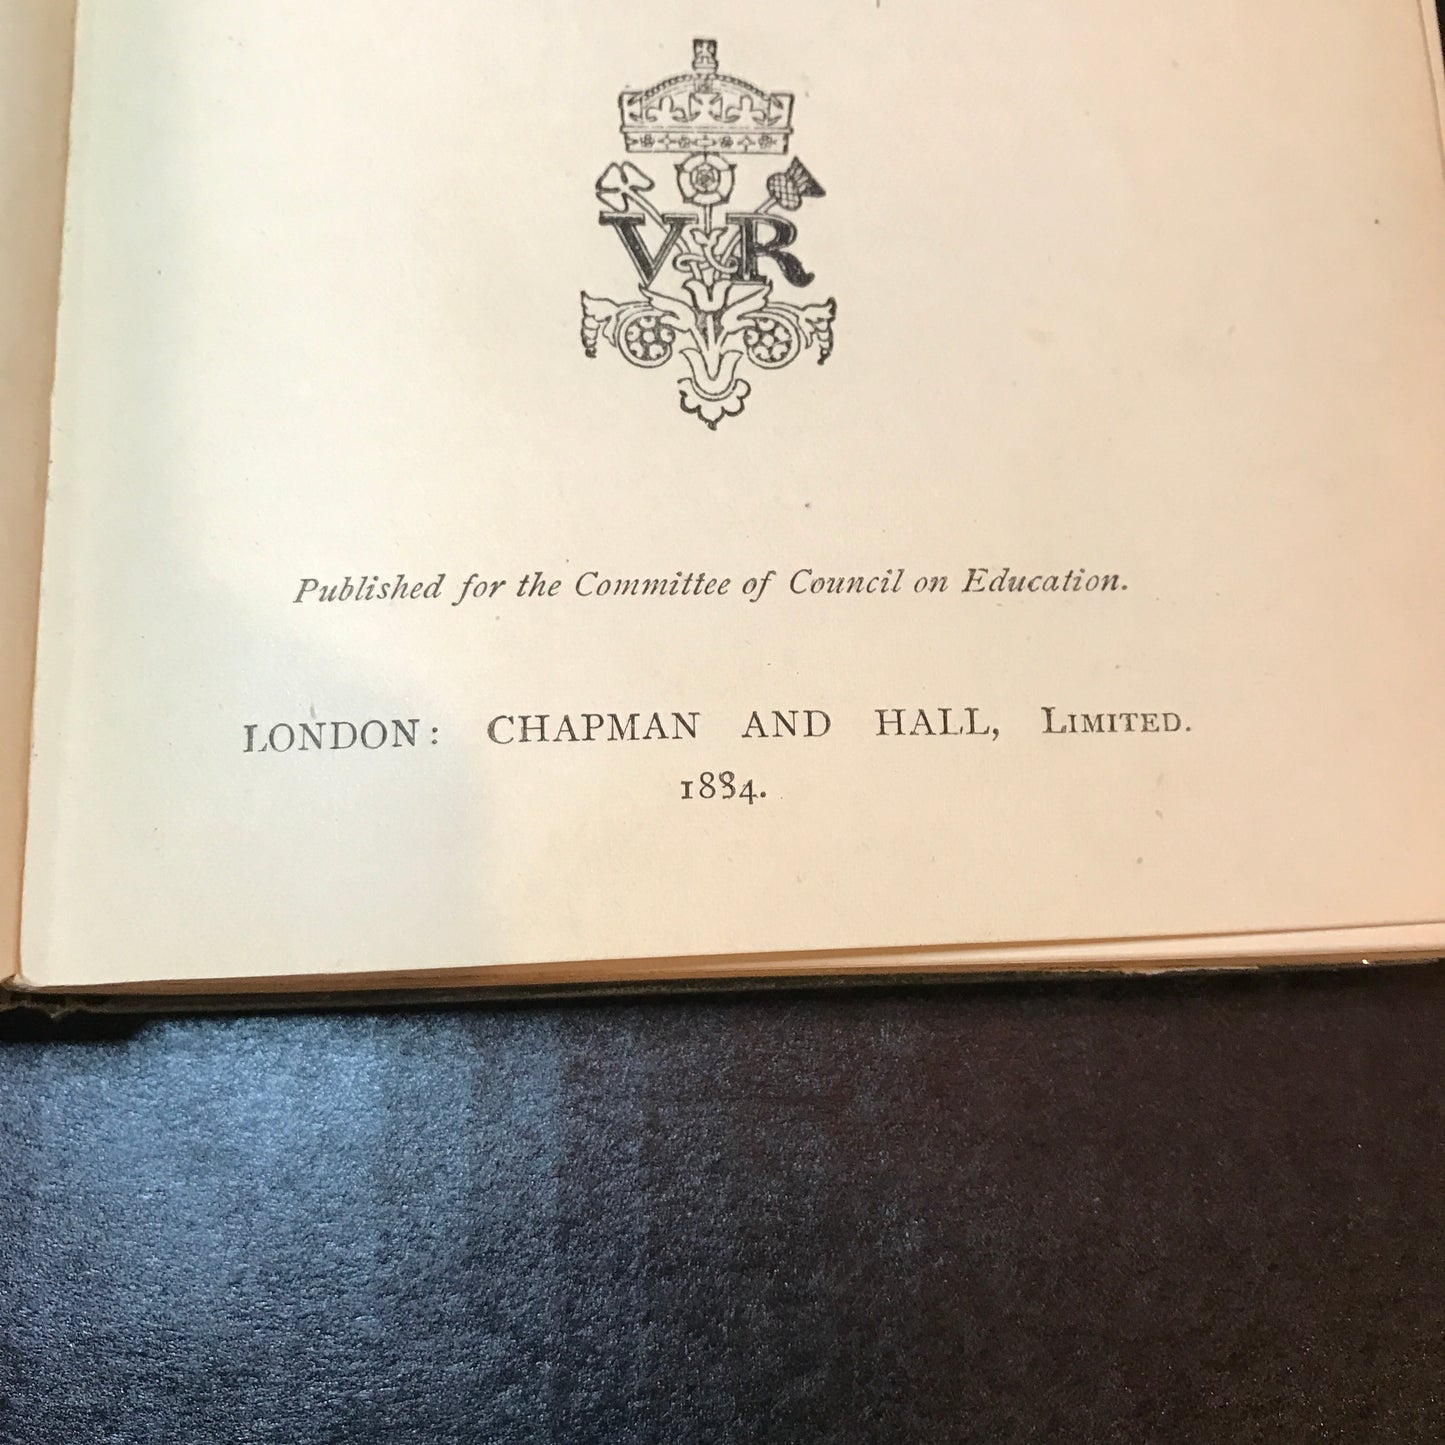 VR
Published for the Committee of Council on Education.
LONDON: CHAPMAN AND HALL, LIMITED.
1884.